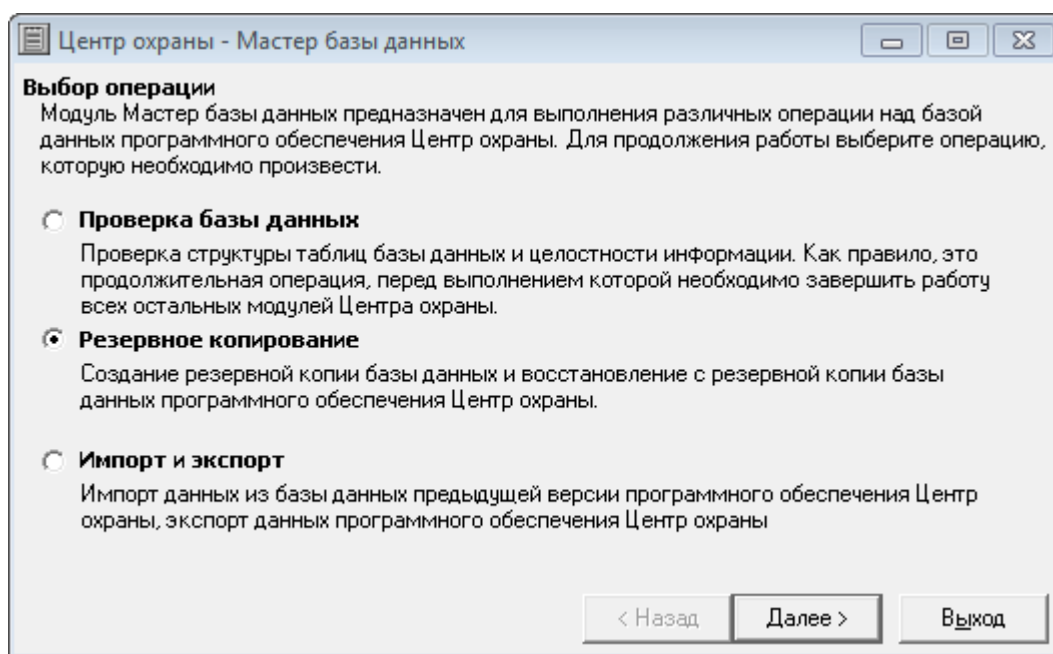 Центр охраны - Мастер базы данных
Выбор операции
Модуль Мастер базы данных предназначен для выполнения различных операции над базой
данных программного обеспечения Центр охраны. Для продолжения работы выберите операцию,
которую необходимо произвести.
Проверка базы данных
Проверка структуры таблиц базы данных и целостности информации. Как правило, это
продолжительная операция, перед выполнением которой необходимо завершить работу
всех остальных модулей Центра охраны.
Резервное копирование
Создание резервной копии базы данных и восстановление с резервной копии базы
данных программного обеспечения Центр охраны.
Импорт и экспорт
Импорт данных из базы данных предыдущей версии программного обеспечения Центр
охраны, экспорт данных программного обеспечения Центр охраны
< Назад Далее > Выход